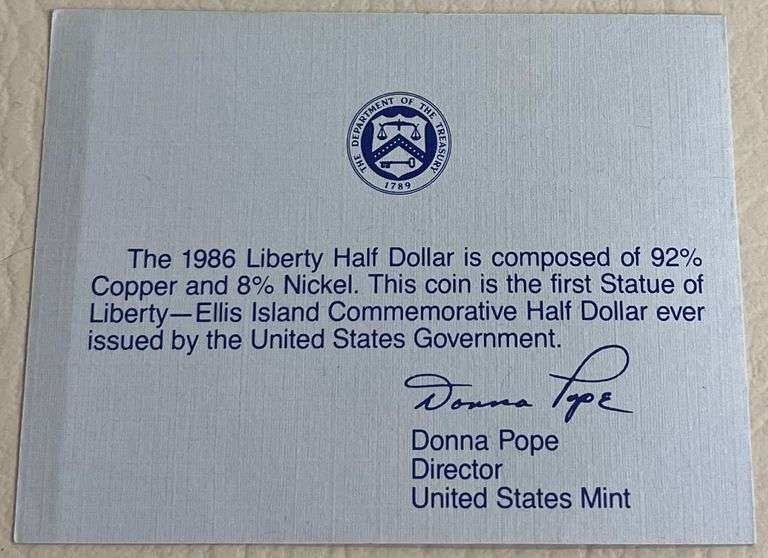 THE DEPARTMENT OF THE TREASURY
1789
The 1986 Liberty Half Dollar is composed of 92%
Copper and 8% Nickel. This coin is the first Statue of
Liberty—Ellis Island Commemorative Half Dollar ever
issued by the United States Government.
Donna Pope
Donna Pope
Director
United States Mint